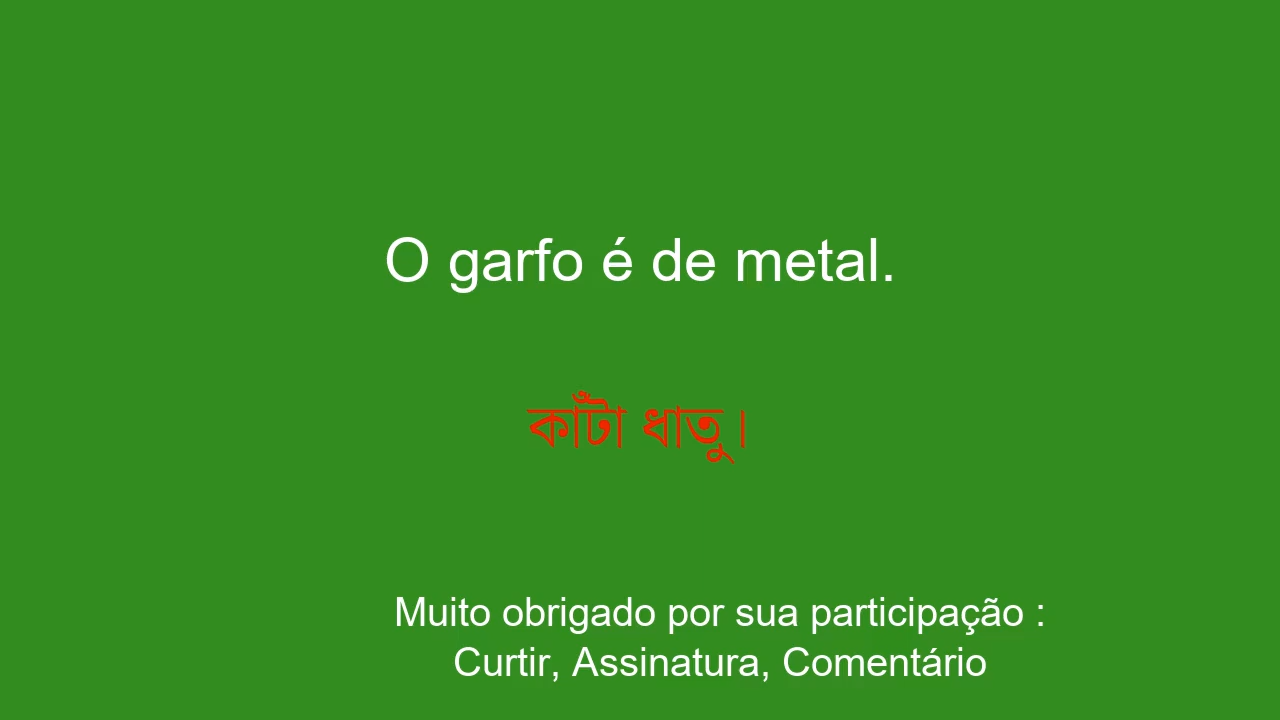 O garfo é de metal.
কাঁটা ধাতু।
Muito obrigado por sua participação :
Curtir, Assinatura, Comentário